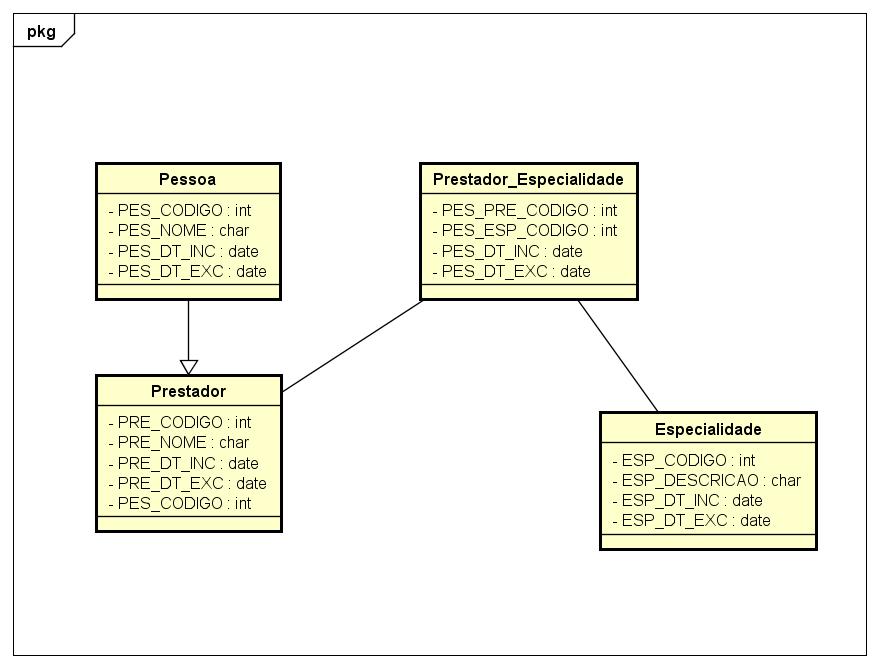 pkg
Pessoa
- PES_CODIGO : int
- PES_NOME : char
- PES_DT_INC : date
- PES_DT_EXC : date
Prestador_Especialidade
- PES_PRE_CODIGO : int
- PES_ESP_CODIGO : int
- PES_DT_INC : date
- PES_DT_EXC : date
Prestador
- PRE_CODIGO : int
- PRE_NOME : char
- PRE_DT_INC : date
- PRE_DT_EXC : date
- PES_CODIGO : int
Especialidade
- ESP_CODIGO : int
- ESP_DESCRICAO : char
- ESP_DT_INC : date
- ESP_DT_EXC : date